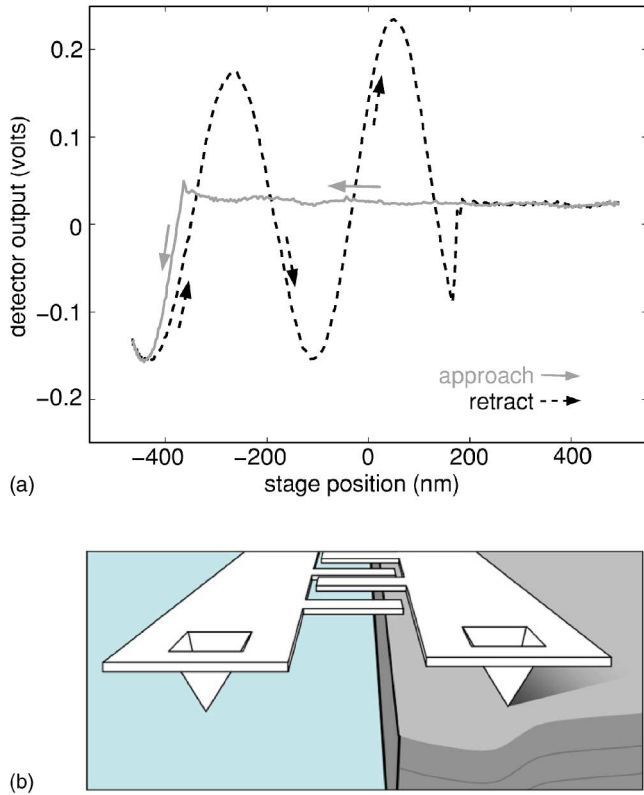 0.2
0.1
0
−0.1
−0.2
detector output (volts)
approach
retract
−400
−200
0
200
400
stage position (nm)
(a)
(b)